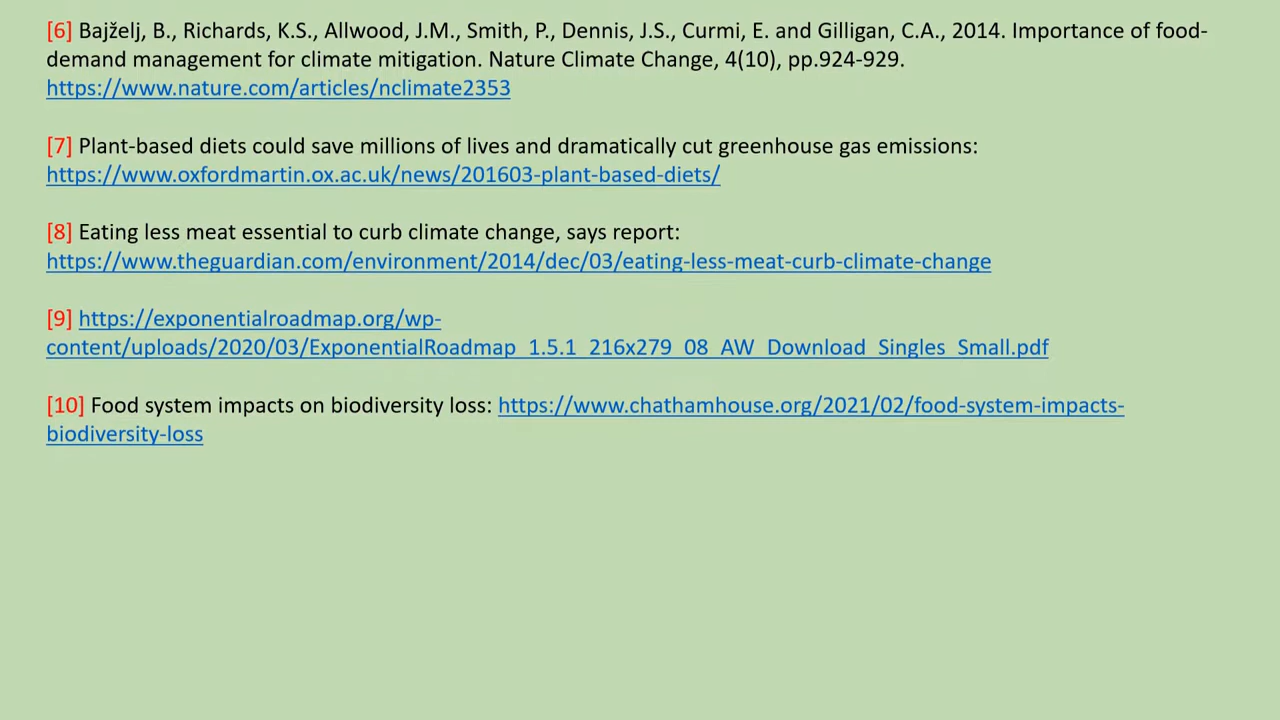 [6] Bajželj, B., Richards, K.S., Allwood, J.M., Smith, P., Dennis, J.S., Curmi, E. and Gilligan, C.A., 2014. Importance of food-
demand management for climate mitigation. Nature Climate Change, 4(10), pp.924-929.
https://www.nature.com/articles/nclimate2353
[7] Plant-based diets could save millions of lives and dramatically cut greenhouse gas emissions:
https://www.oxfordmartin.ox.ac.uk/news/201603-plant-based-diets/
[8] Eating less meat essential to curb climate change, says report:
https://www.theguardian.com/environment/2014/dec/03/eating-less-meat-curb-climate-change
[9] https://exponentialroadmap.org/wp-
content/uploads/2020/03/ExponentialRoadmap_1.5.1_216x279_08_AW_Download_Singles_Small.pdf
[10] Food system impacts on biodiversity loss: https://www.chathamhouse.org/2021/02/food-system-impacts-
biodiversity-loss